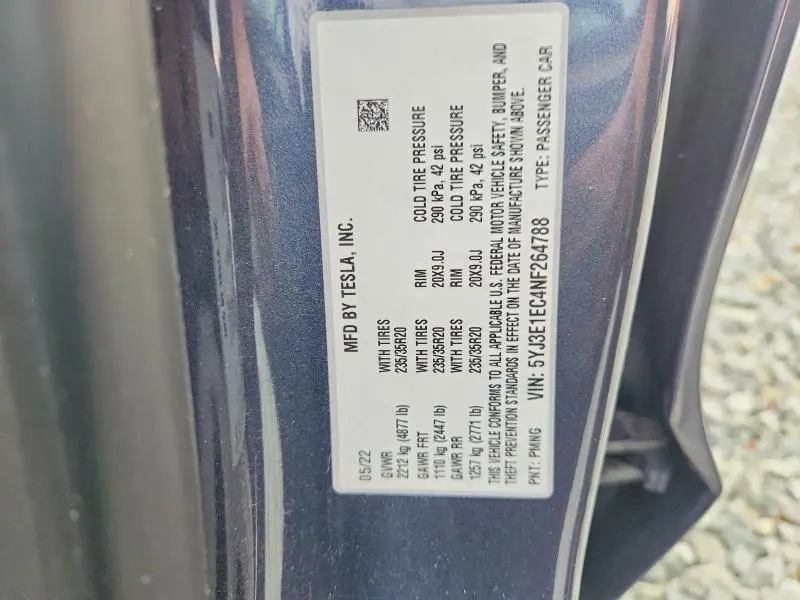 MFD BY TESLA, INC.
05/22
GVWR WITH TIRES
2212 kg (4877 lb) 235/35R20
GAWR FRT WITH TIRES RIM COLD TIRE PRESSURE
1110 kg (2447 lb) 235/35R20 20X9.0J 290 kPa, 42 psi
GAWR RR WITH TIRES RIM COLD TIRE PRESSURE
1257 kg (2771 lb) 235/35R20 20X9.0J 290 kPa, 42 psi
THIS VEHICLE CONFORMS TO ALL APPLICABLE U.S. FEDERAL MOTOR VEHICLE SAFETY, BUMPER, AND
THEFT PREVENTION STANDARDS IN EFFECT ON THE DATE OF MANUFACTURE SHOWN ABOVE.
PNT: PMNG VIN: 5YJ3E1EC4NF264788 TYPE: PASSENGER CAR